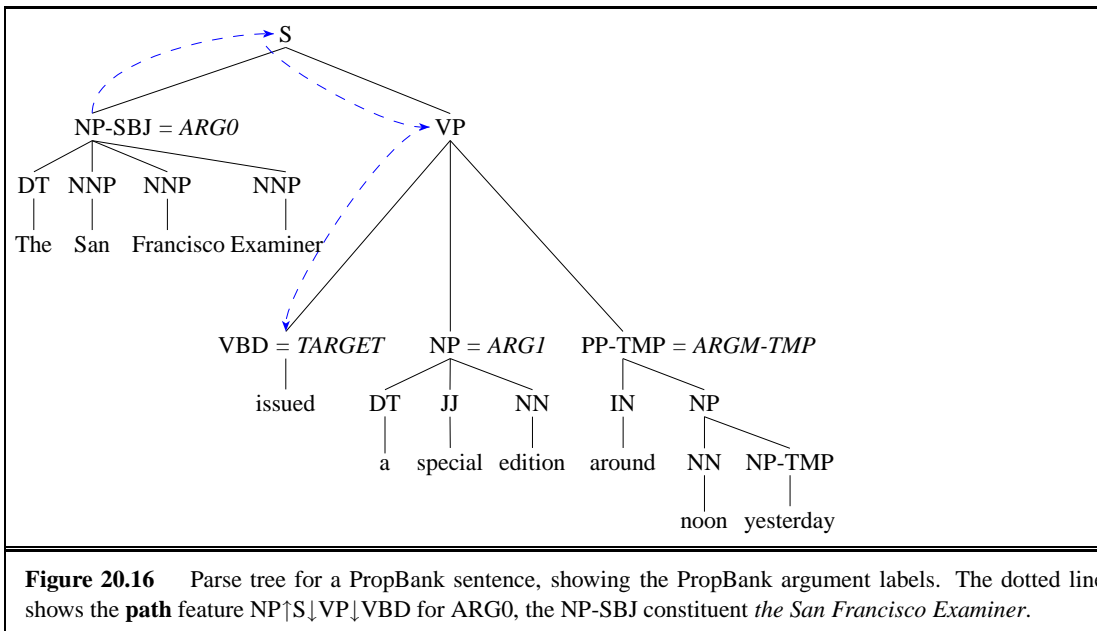 S
NP-SBJ = ARG0 VP
DT NNP NNP NNP
The San Francisco Examiner
VBD = TARGET NP = ARG1 PP-TMP = ARGM-TMP
issued DT JJ NN IN NP
a special edition around NN NP-TMP
noon yesterday
Figure 20.16 Parse tree for a PropBank sentence, showing the PropBank argument labels. The dotted line
shows the path feature NP↑S↓VP↓VBD for ARG0, the NP-SBJ constituent the San Francisco Examiner.